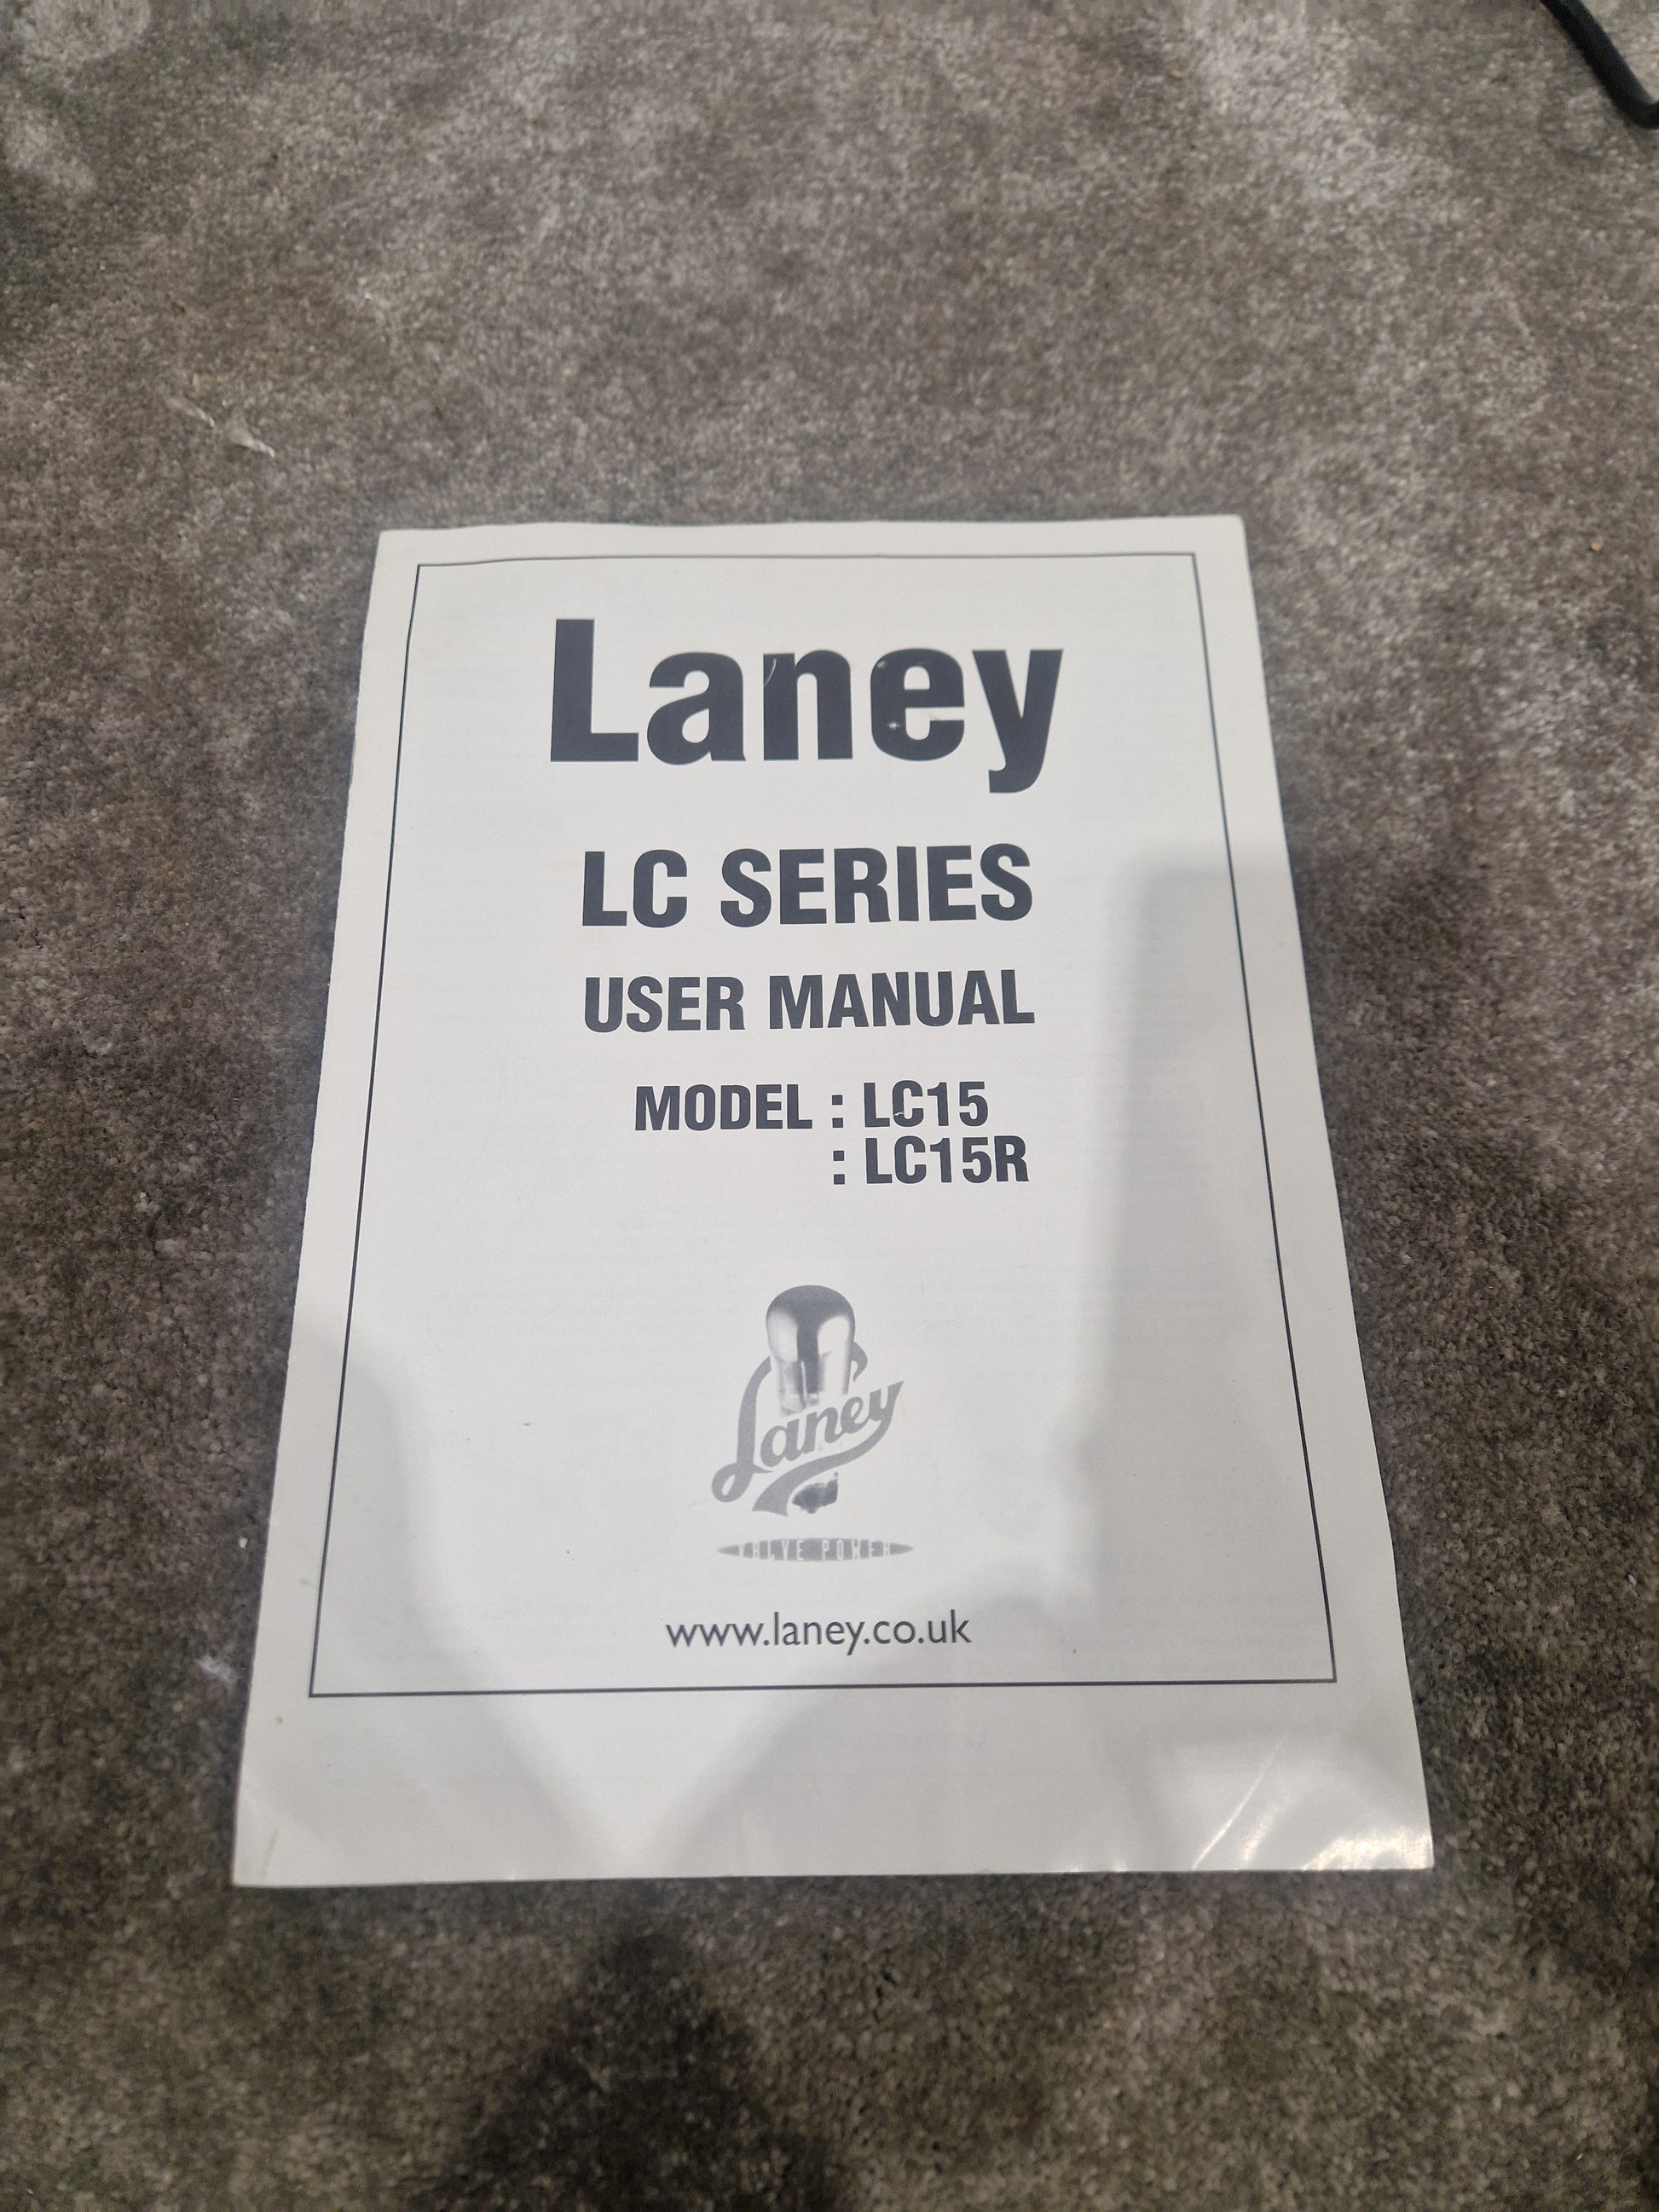 Laney
LC SERIES
USER MANUAL
MODEL : LC15
: LC15R
Laney
VALVE POWER
www.laney.co.uk